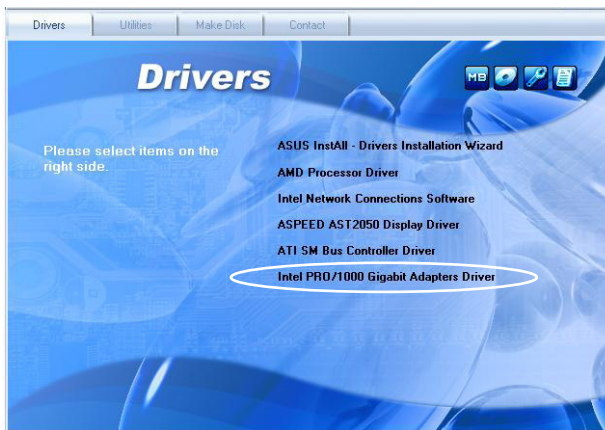 Drivers
Utilities
Make Disk
Contact
Drivers
MB
Please select items on the
right side.
ASUS InstAll - Drivers Installation Wizard
AMD Processor Driver
Intel Network Connections Software
ASPEED AST2050 Display Driver
ATI SM Bus Controller Driver
Intel PRO/1000 Gigabit Adapters Driver